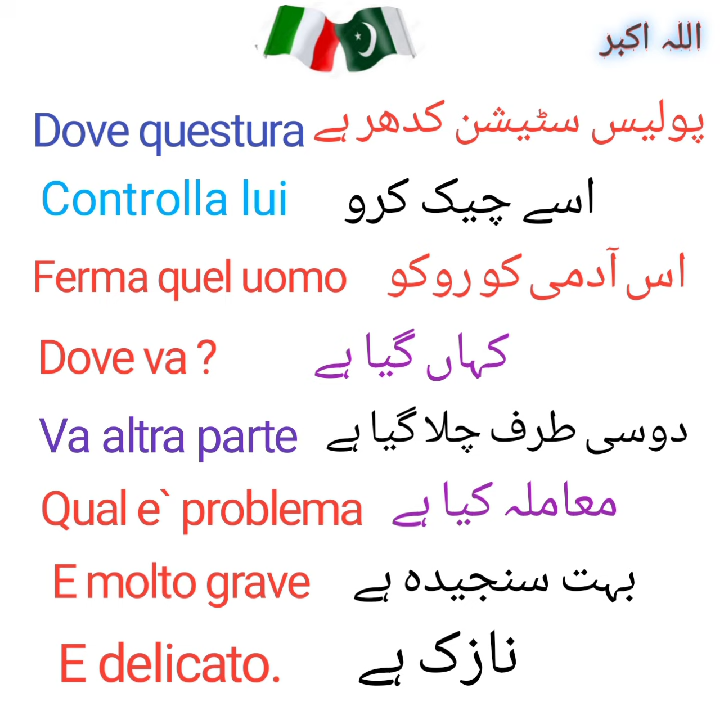 اللہ اکبر
Dove questura پولیس سٹیشن کدھر ہے
Controlla lui اسے چیک کرو
Ferma quel uomo اس آدمی کو روکو
Dove va ? کہاں گیا ہے
Va altra parte دوسی طرف چلا گیا ہے
Qual e` problema معاملہ کیا ہے
E molto grave بہت سنجیدہ ہے
E delicato. نازک ہے